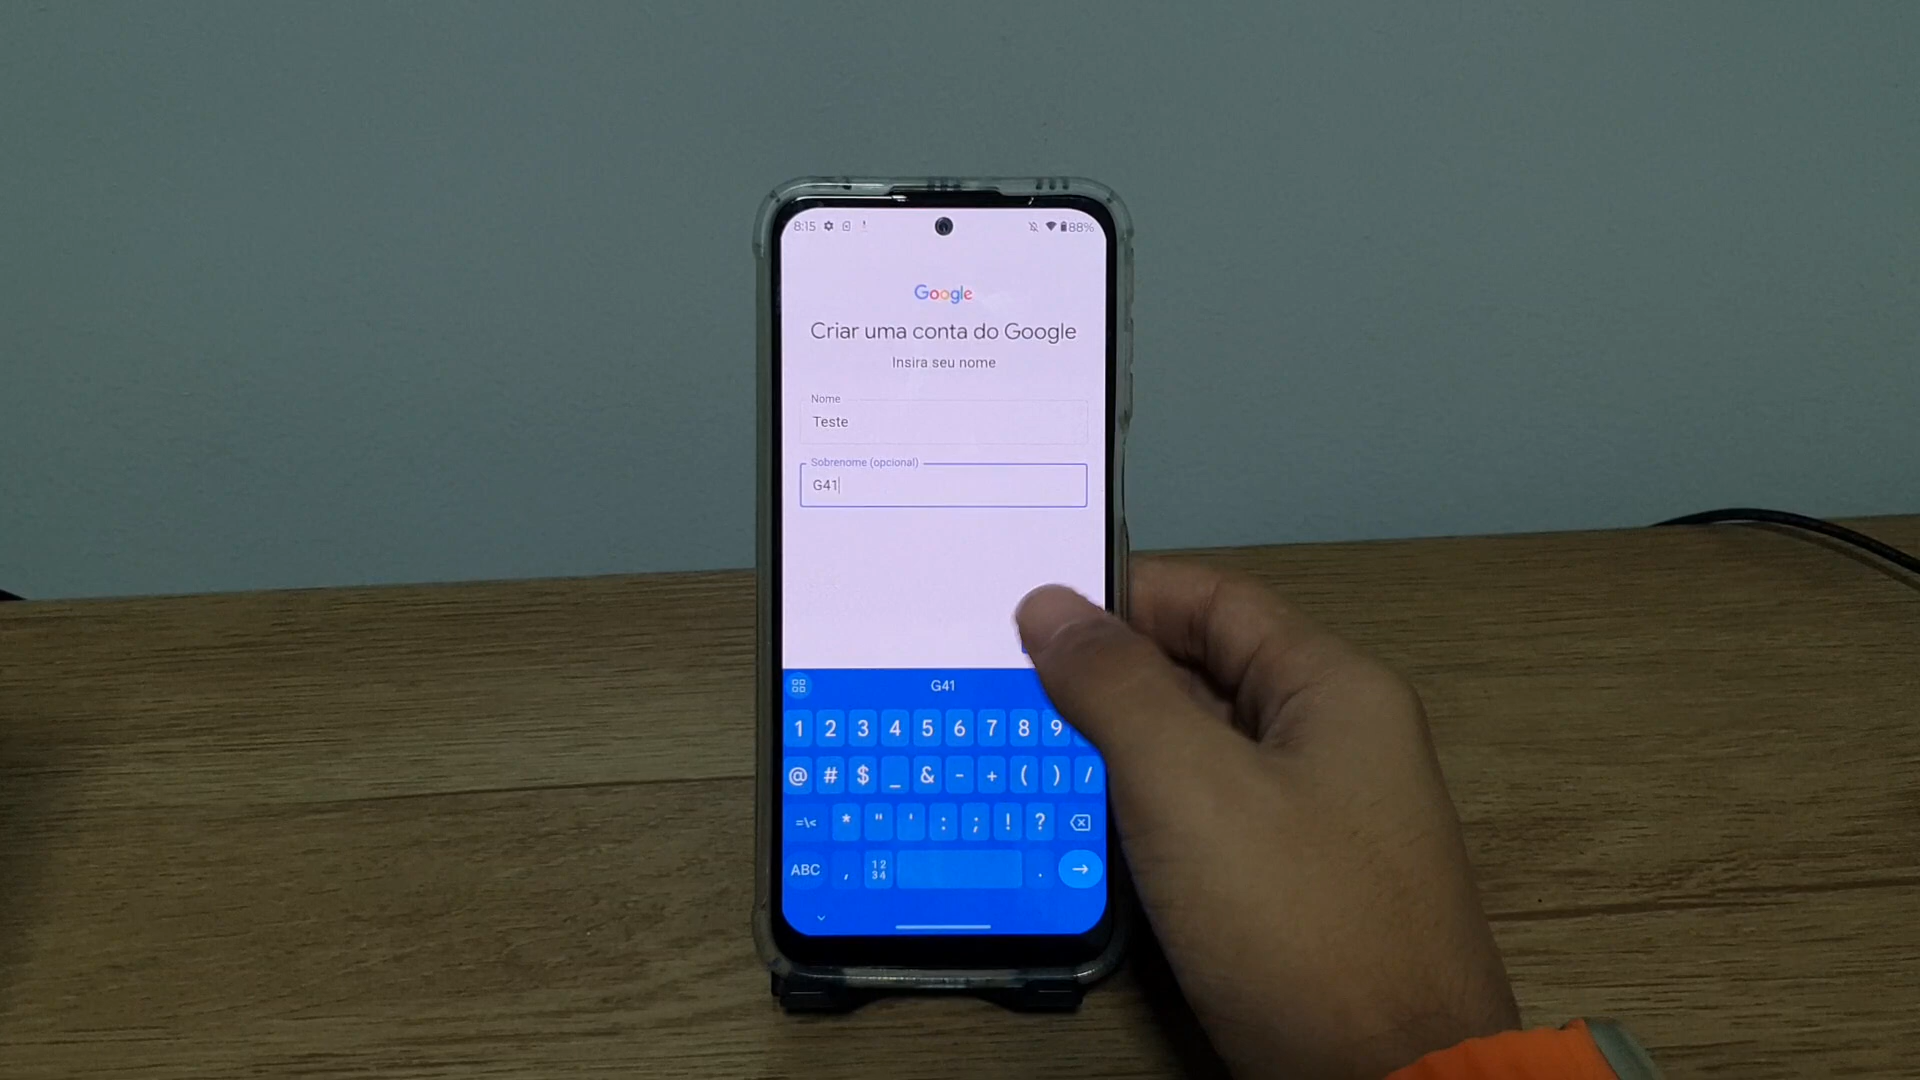 8:15 88%
Google
Criar uma conta do Google
Insira seu nome
Nome
Teste
Sobrenome (opcional)
G41
G41
1 2 3 4 5 6 7 8 9
@ # $ _ & - + ( ) /
=\< * " ' : ; ! ?
ABC , 12 34 .